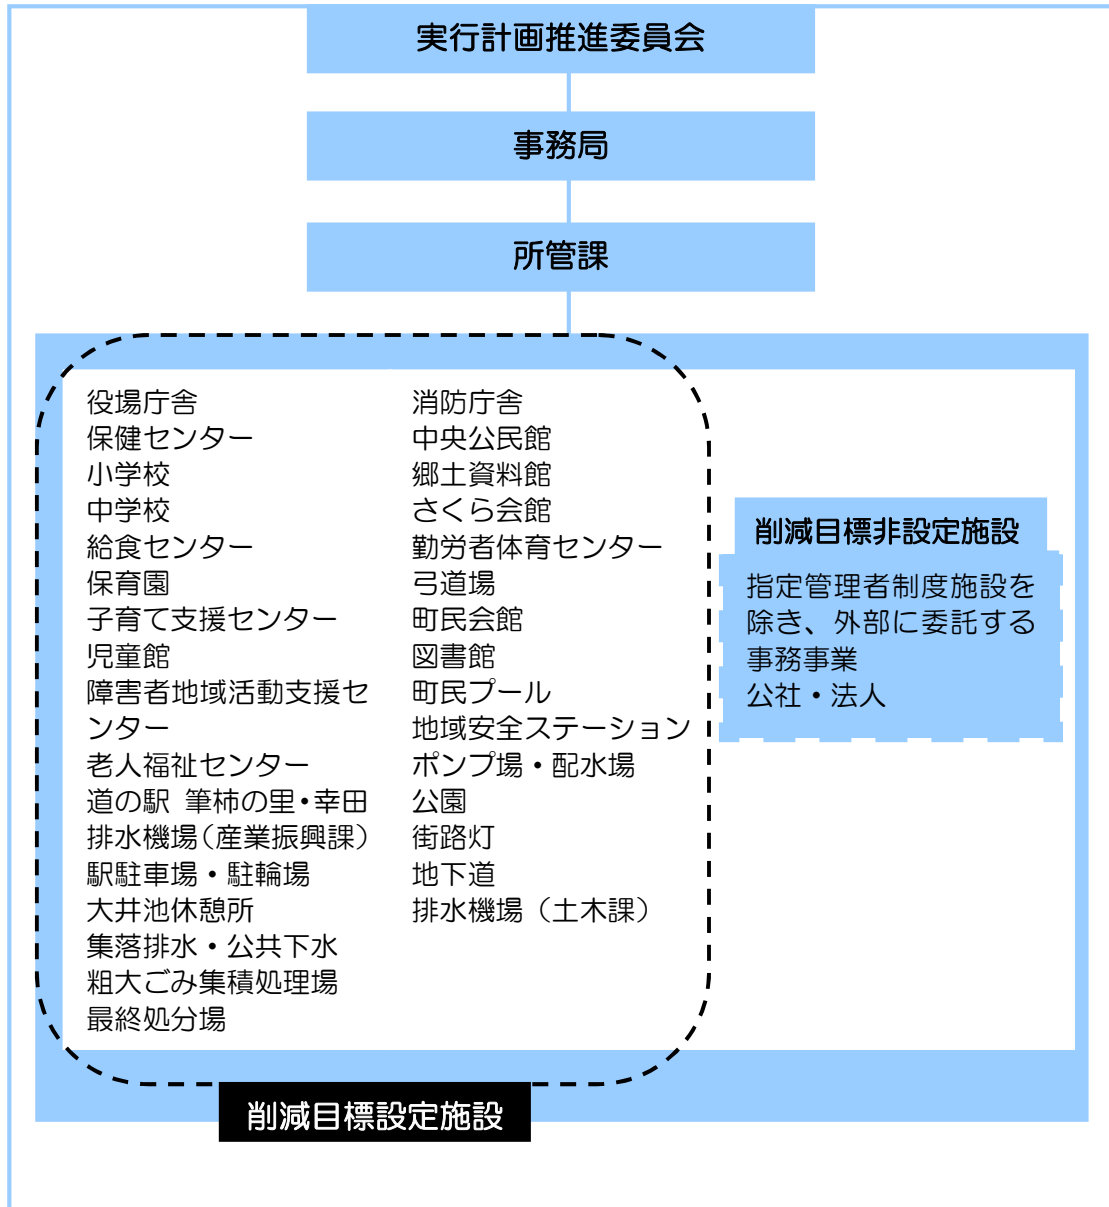 実行計画推進委員会
事務局
所管課
役場庁舎
保健センター
小学校
中学校
給食センター
保育園
子育て支援センター
児童館
障害者地域活動支援セ
ンター
老人福祉センター
道の駅 筆柿の里・幸田
排水機場（産業振興課）
駅駐車場・駐輪場
大井池休憩所
集落排水・公共下水
粗大ごみ集積処理場
最終処分場
消防庁舎
中央公民館
郷土資料館
さくら会館
勤労者体育センター
弓道場
町民会館
図書館
町民プール
地域安全ステーション
ポンプ場・配水場
公園
街路灯
地下道
排水機場（土木課）
削減目標非設定施設
指定管理者制度施設を
除き、外部に委託する
事務事業
公社・法人
削減目標設定施設